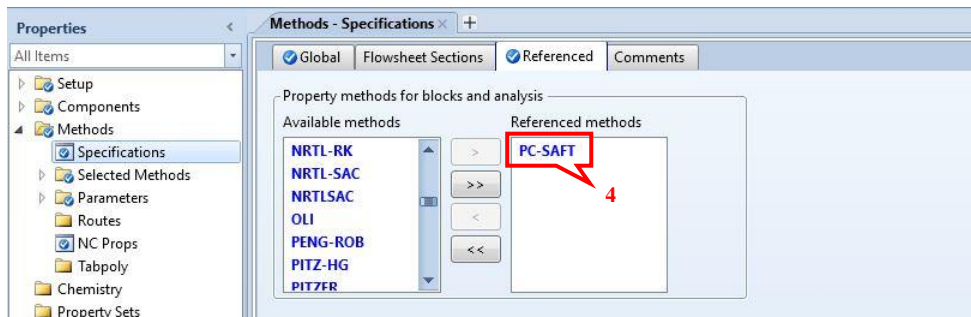 Properties <
All Items
Setup
Components
Methods
Specifications
Selected Methods
Parameters
Routes
NC Props
Tabpoly
Chemistry
Property Sets
Methods - Specifications × +
Global Flowsheet Sections Referenced Comments
Property methods for blocks and analysis
Available methods Referenced methods
NRTL-RK
NRTL-SAC
NRTLSAC
OLI
PENG-ROB
PITZ-HG
PITZER
>
>>
<
<<
PC-SAFT
4